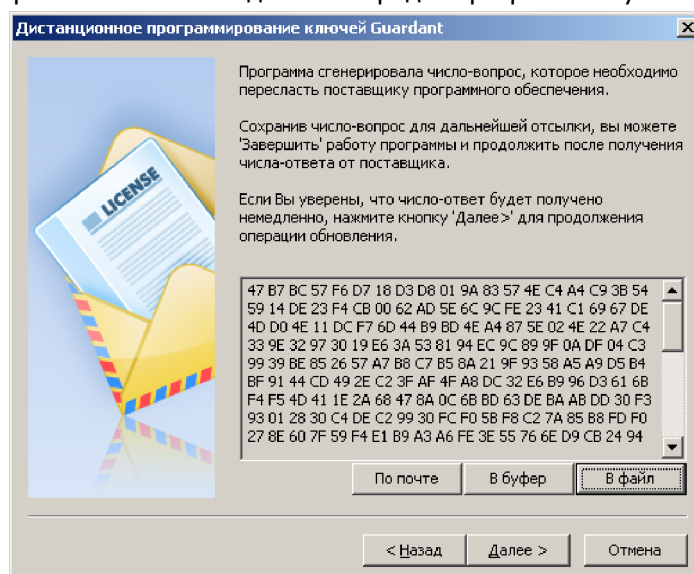 Дистанционное программирование ключей Guardant
LICENSE
Программа сгенерировала число-вопрос, которое необходимо
переслать поставщику программного обеспечения.
Сохранив число-вопрос для дальнейшей отсылки, вы можете
'Завершить' работу программы и продолжить после получения
числа-ответа от поставщика.
Если Вы уверены, что число-ответ будет получено
немедленно, нажмите кнопку 'Далее>' для продолжения
операции обновления.
47 B7 BC 57 F6 D7 18 D3 D8 01 9A 83 57 4E C4 A4 C9 3B 54
59 14 DE 23 F4 CB 00 62 AD 5E 6C 9C FE 23 41 C1 69 67 DE
4D D0 4E 11 DC F7 6D 44 B9 BD 4E A4 87 5E 02 4E 22 A7 C4
33 9E 32 97 30 19 E6 3A 53 81 94 EC 9C 89 9F 0A DF 04 C3
99 39 BE 85 26 57 A7 B8 C7 B5 8A 21 9F 93 58 A5 A9 D5 B4
BF 91 44 CD 49 2E C2 3F AF 4F A8 DC 32 E6 B9 96 D3 61 6B
F4 F5 4D 41 1E 2A 68 47 8A 0C 6B BD 63 DE BA AB DD 30 F3
93 01 28 30 C4 DE C2 99 30 FC F0 5B F8 C2 7A 85 B8 FD F0
27 8E 60 7F 59 F4 E1 B9 A3 A6 FE 3E 55 76 6E D9 CB 24 94
По почте В буфер В файл
< Назад Далее > Отмена